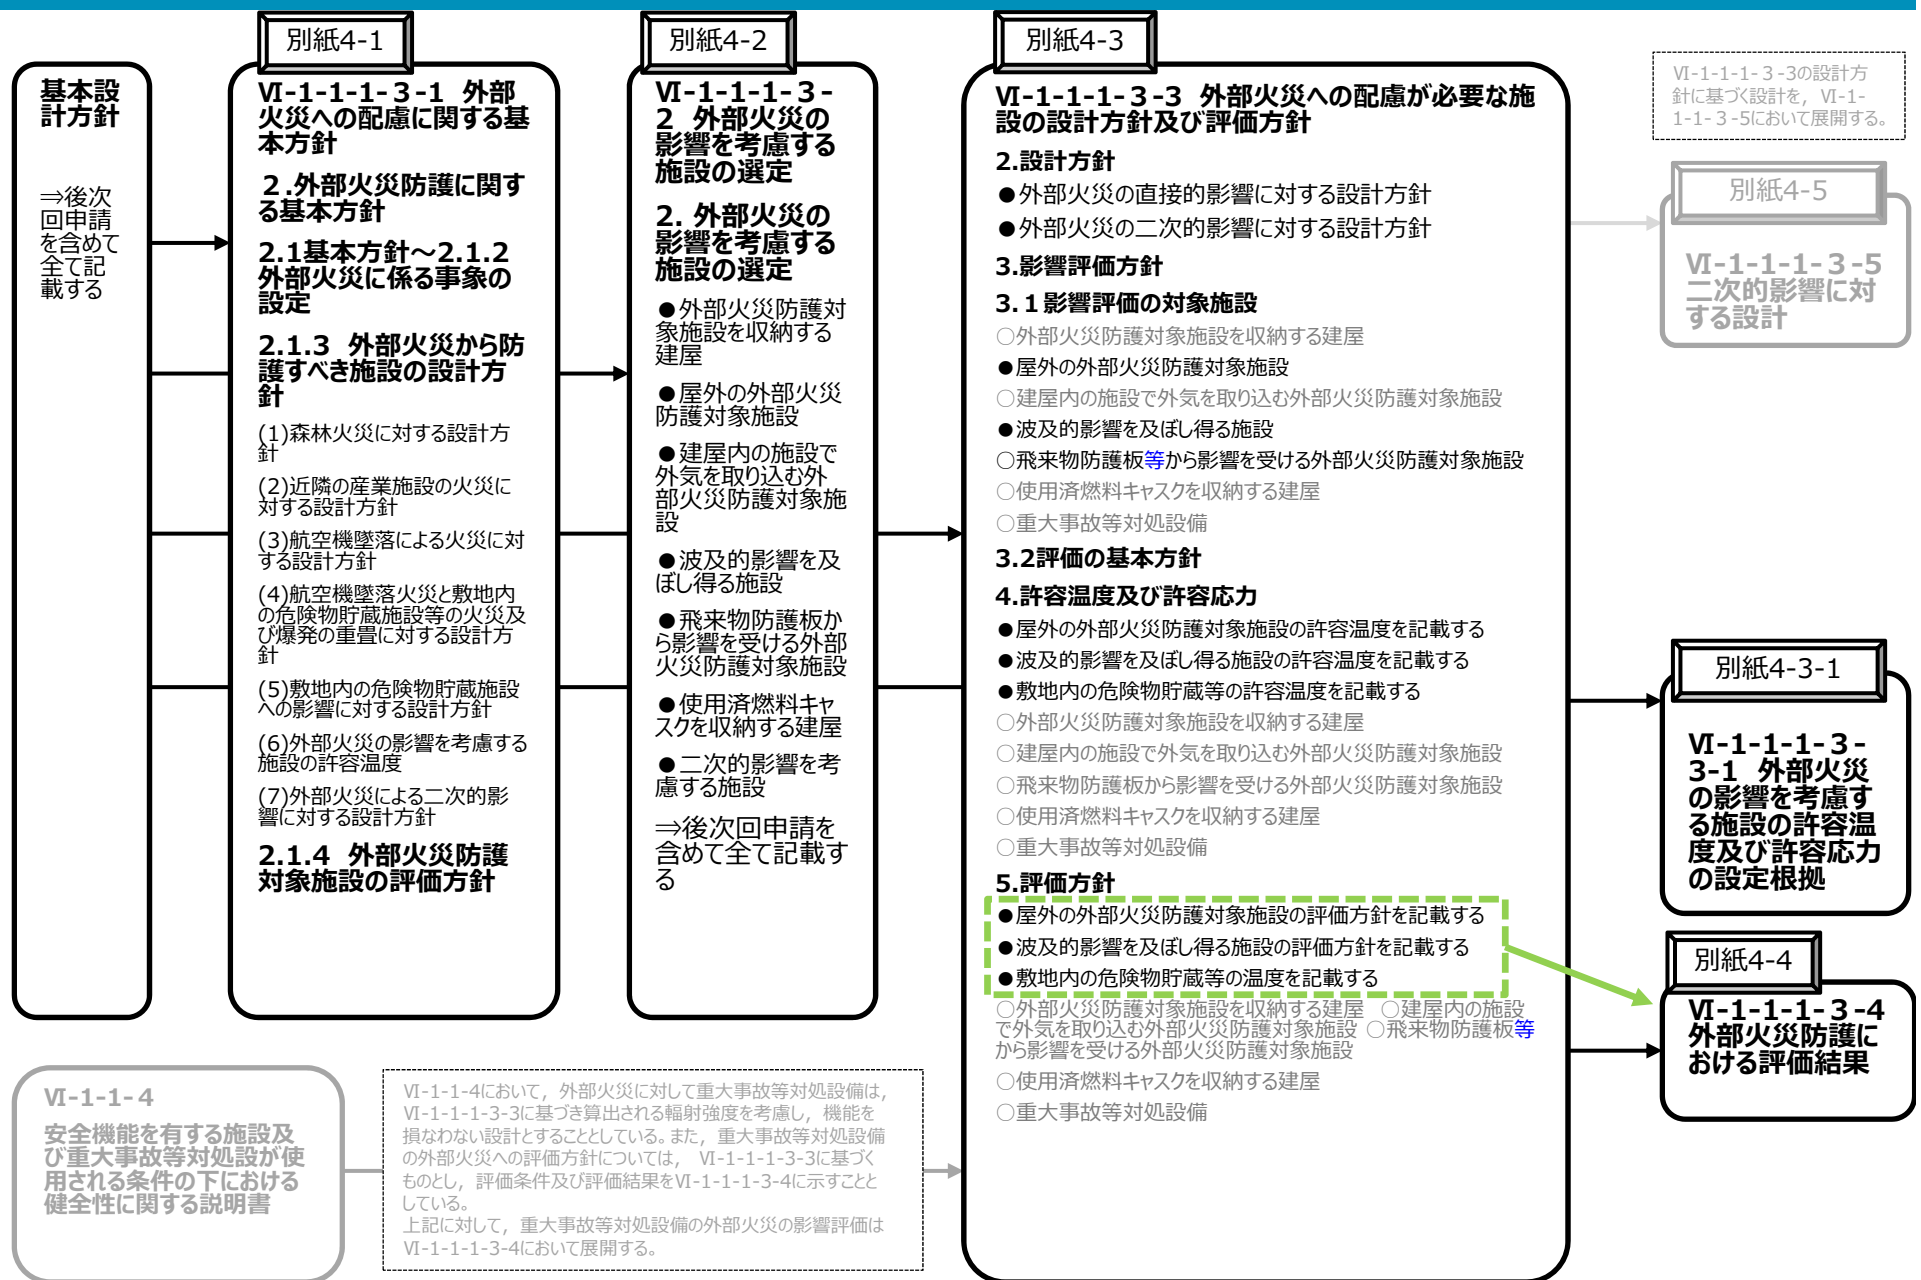 基本設
計方針
⇒後次
回申請
を含めて
全て記
載する
別紙4-1
Ⅵ-1-1-1-３-1 外部
火災への配慮に関する基
本方針
２.外部火災防護に関す
る基本方針
2.1基本方針～2.1.2
外部火災に係る事象の
設定
2.1.3 外部火災から防
護すべき施設の設計方
針
(1)森林火災に対する設計方
針
(2)近隣の産業施設の火災に
対する設計方針
(3)航空機墜落による火災に対
する設計方針
(4)航空機墜落火災と敷地内
の危険物貯蔵施設等の火災及
び爆発の重畳に対する設計方
針
(5)敷地内の危険物貯蔵施設
への影響に対する設計方針
(6)外部火災の影響を考慮する
施設の許容温度
(7)外部火災による二次的影
響に対する設計方針
2.1.4 外部火災防護
対象施設の評価方針
別紙4-2
Ⅵ-1-1-1-３-
２ 外部火災の
影響を考慮する
施設の選定
2. 外部火災の
影響を考慮する
施設の選定
●外部火災防護対
象施設を収納する
建屋
●屋外の外部火災
防護対象施設
●建屋内の施設で
外気を取り込む外
部火災防護対象施
設
●波及的影響を及
ぼし得る施設
●飛来物防護板か
ら影響を受ける外部
火災防護対象施設
●使用済燃料キャ
スクを収納する建屋
●二次的影響を考
慮する施設
⇒後次回申請を
含めて全て記載す
る
別紙4-3
Ⅵ-1-1-1-３-3 外部火災への配慮が必要な施
設の設計方針及び評価方針
2.設計方針
●外部火災の直接的影響に対する設計方針
●外部火災の二次的影響に対する設計方針
3.影響評価方針
3.１影響評価の対象施設
○外部火災防護対象施設を収納する建屋
●屋外の外部火災防護対象施設
○建屋内の施設で外気を取り込む外部火災防護対象施設
●波及的影響を及ぼし得る施設
○飛来物防護板等から影響を受ける外部火災防護対象施設
○使用済燃料キャスクを収納する建屋
○重大事故等対処設備
3.2評価の基本方針
4.許容温度及び許容応力
●屋外の外部火災防護対象施設の許容温度を記載する
●波及的影響を及ぼし得る施設の許容温度を記載する
●敷地内の危険物貯蔵等の許容温度を記載する
○外部火災防護対象施設を収納する建屋
○建屋内の施設で外気を取り込む外部火災防護対象施設
○飛来物防護板から影響を受ける外部火災防護対象施設
○使用済燃料キャスクを収納する建屋
○重大事故等対処設備
5.評価方針
●屋外の外部火災防護対象施設の評価方針を記載する
●波及的影響を及ぼし得る施設の評価方針を記載する
●敷地内の危険物貯蔵等の温度を記載する
○外部火災防護対象施設を収納する建屋 ○建屋内の施設
で外気を取り込む外部火災防護対象施設 ○飛来物防護板等
から影響を受ける外部火災防護対象施設
○使用済燃料キャスクを収納する建屋
○重大事故等対処設備
Ⅵ-1-1-1-３-3の設計方
針に基づく設計を，Ⅵ-1-
1-1-３-5において展開する。
別紙4-5
Ⅵ-1-1-1-３-5
二次的影響に対
する設計
別紙4-3-1
Ⅵ-1-1-1-３-
3-1 外部火災
の影響を考慮す
る施設の許容温
度及び許容応力
の設定根拠
別紙4-4
Ⅵ-1-1-1-３-4
外部火災防護に
おける評価結果
Ⅵ-1-1-４
安全機能を有する施設及
び重大事故等対処設が使
用される条件の下における
健全性に関する説明書
Ⅵ-1-1-4において，外部火災に対して重大事故等対処設備は，
Ⅵ-1-1-1-3-3に基づき算出される輻射強度を考慮し，機能を
損なわない設計とすることとしている。また，重大事故等対処設備
の外部火災への評価方針については， Ⅵ-1-1-1-3-3に基づく
ものとし，評価条件及び評価結果をⅥ-1-1-1-3-4に示すことと
している。
上記に対して，重大事故等対処設備の外部火災の影響評価は
Ⅵ-1-1-1-3-4において展開する。